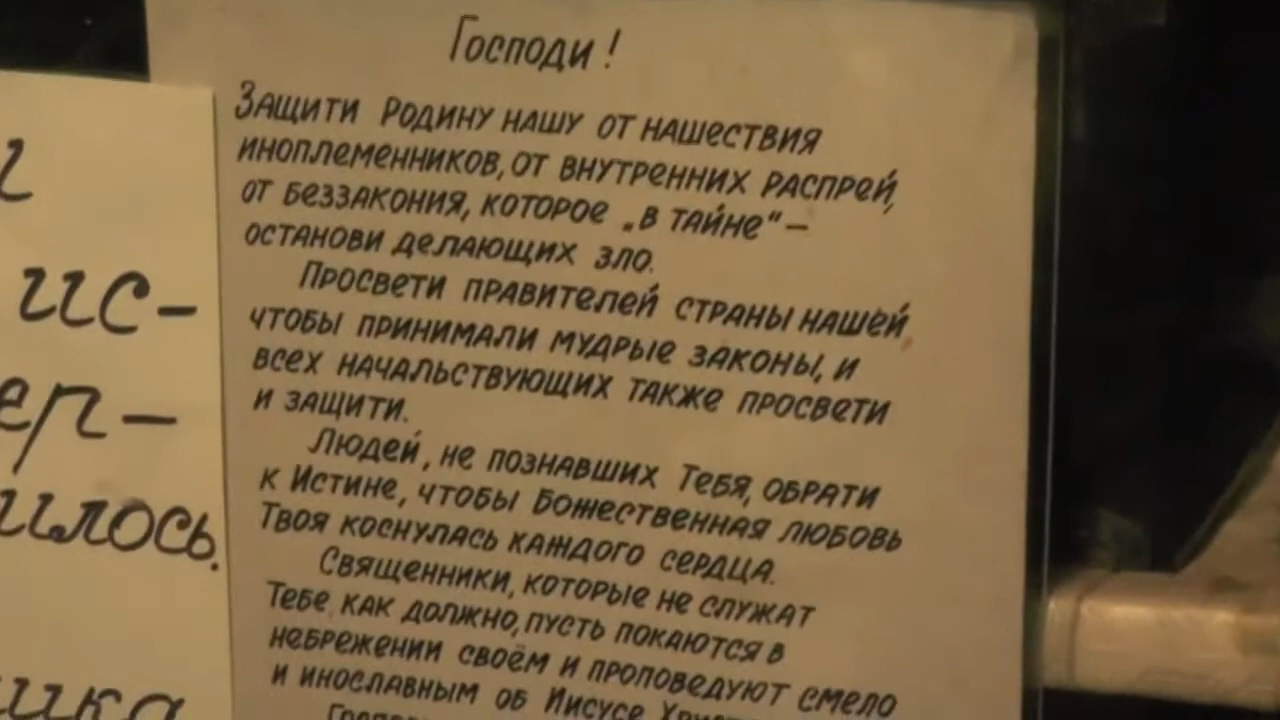 Господи!
Защити Родину нашу от нашествия
иноплеменников, от внутренних распрей,
от беззакония, которое „в тайне“ –
останови делающих зло.
Просвети правителей страны нашей,
чтобы принимали мудрые законы, и
всех начальствующих также просвети
и защити.
Людей, не познавших Тебя, обрати
к Истине, чтобы Божественная любовь
Твоя коснулась каждого сердца.
Священники, которые не служат
Тебе, как должно, пусть покаются в
небрежении своём и проповедуют смело
и инославным об Иисусе
ис-
ер-
илось.